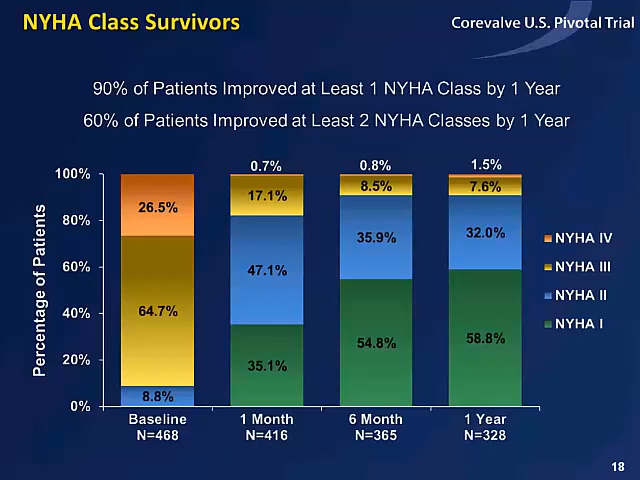 NYHA Class Survivors
Corevalve U.S. Pivotal Trial
90% of Patients Improved at Least 1 NYHA Class by 1 Year
60% of Patients Improved at Least 2 NYHA Classes by 1 Year
Percentage of Patients
100%
80%
60%
40%
20%
0%
26.5%
64.7%
8.8%
0.7%
17.1%
47.1%
35.1%
0.8%
8.5%
35.9%
54.8%
1.5%
7.6%
32.0%
58.8%
NYHA IV
NYHA III
NYHA II
NYHA I
Baseline
N=468
1 Month
N=416
6 Month
N=365
1 Year
N=328
18